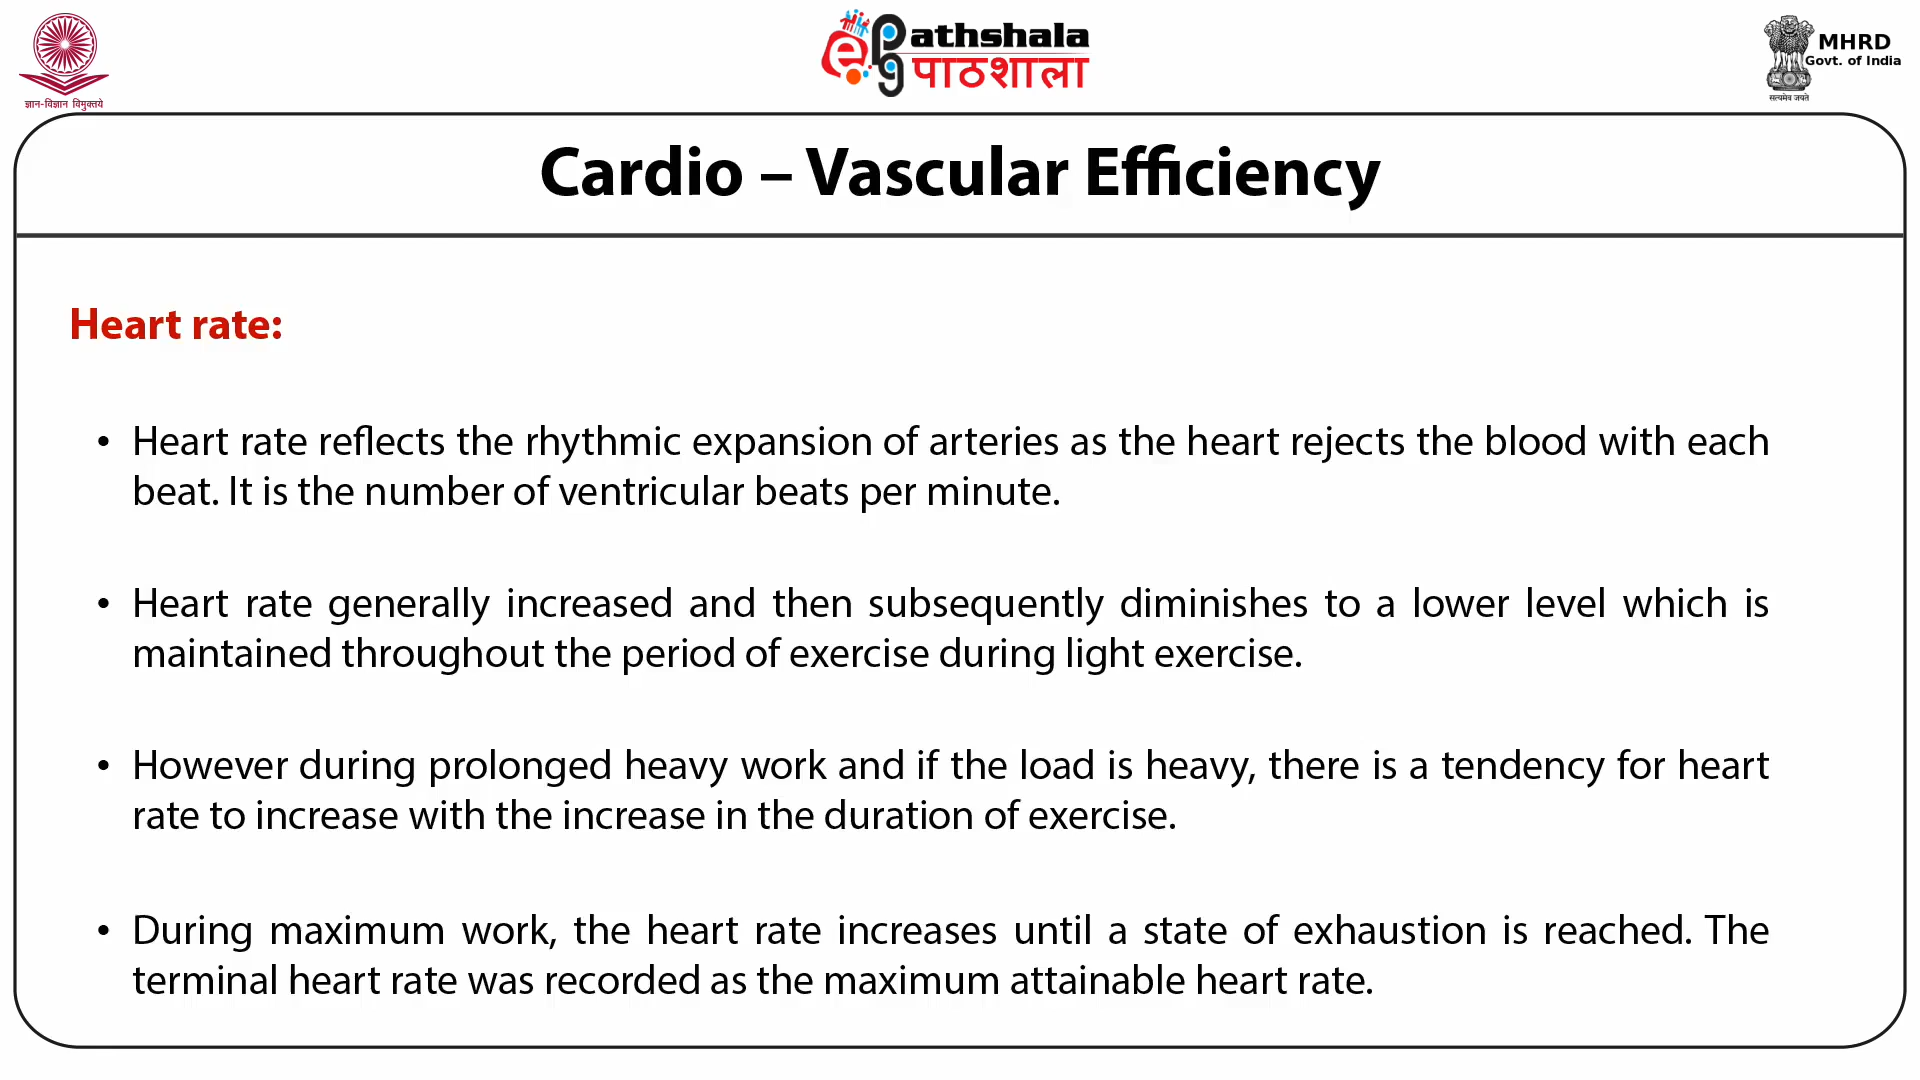 ज्ञान-विज्ञान विमुक्तये
ePathshala
पाठशाला
MHRD
Govt. of India
सत्यमेव जयते
Cardio – Vascular Efficiency
Heart rate:
• Heart rate reflects the rhythmic expansion of arteries as the heart rejects the blood with each
beat. It is the number of ventricular beats per minute.
• Heart rate generally increased and then subsequently diminishes to a lower level which is
maintained throughout the period of exercise during light exercise.
• However during prolonged heavy work and if the load is heavy, there is a tendency for heart
rate to increase with the increase in the duration of exercise.
• During maximum work, the heart rate increases until a state of exhaustion is reached. The
terminal heart rate was recorded as the maximum attainable heart rate.